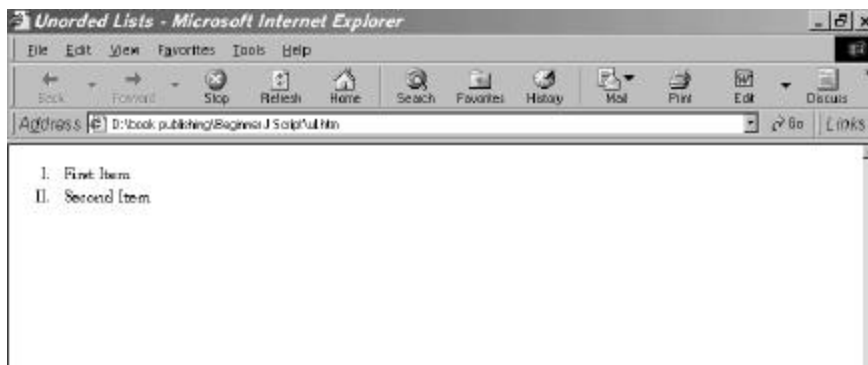 Unorded Lists - Microsoft Internet Explorer
File Edit View Favorites Tools Help
Back Forward Stop Refresh Home Search Favorites History Mail Print Edit Discuss
Address D:\book publishing\Beginner J Script\ul.htm Go Links
I. First Item
II. Second Item